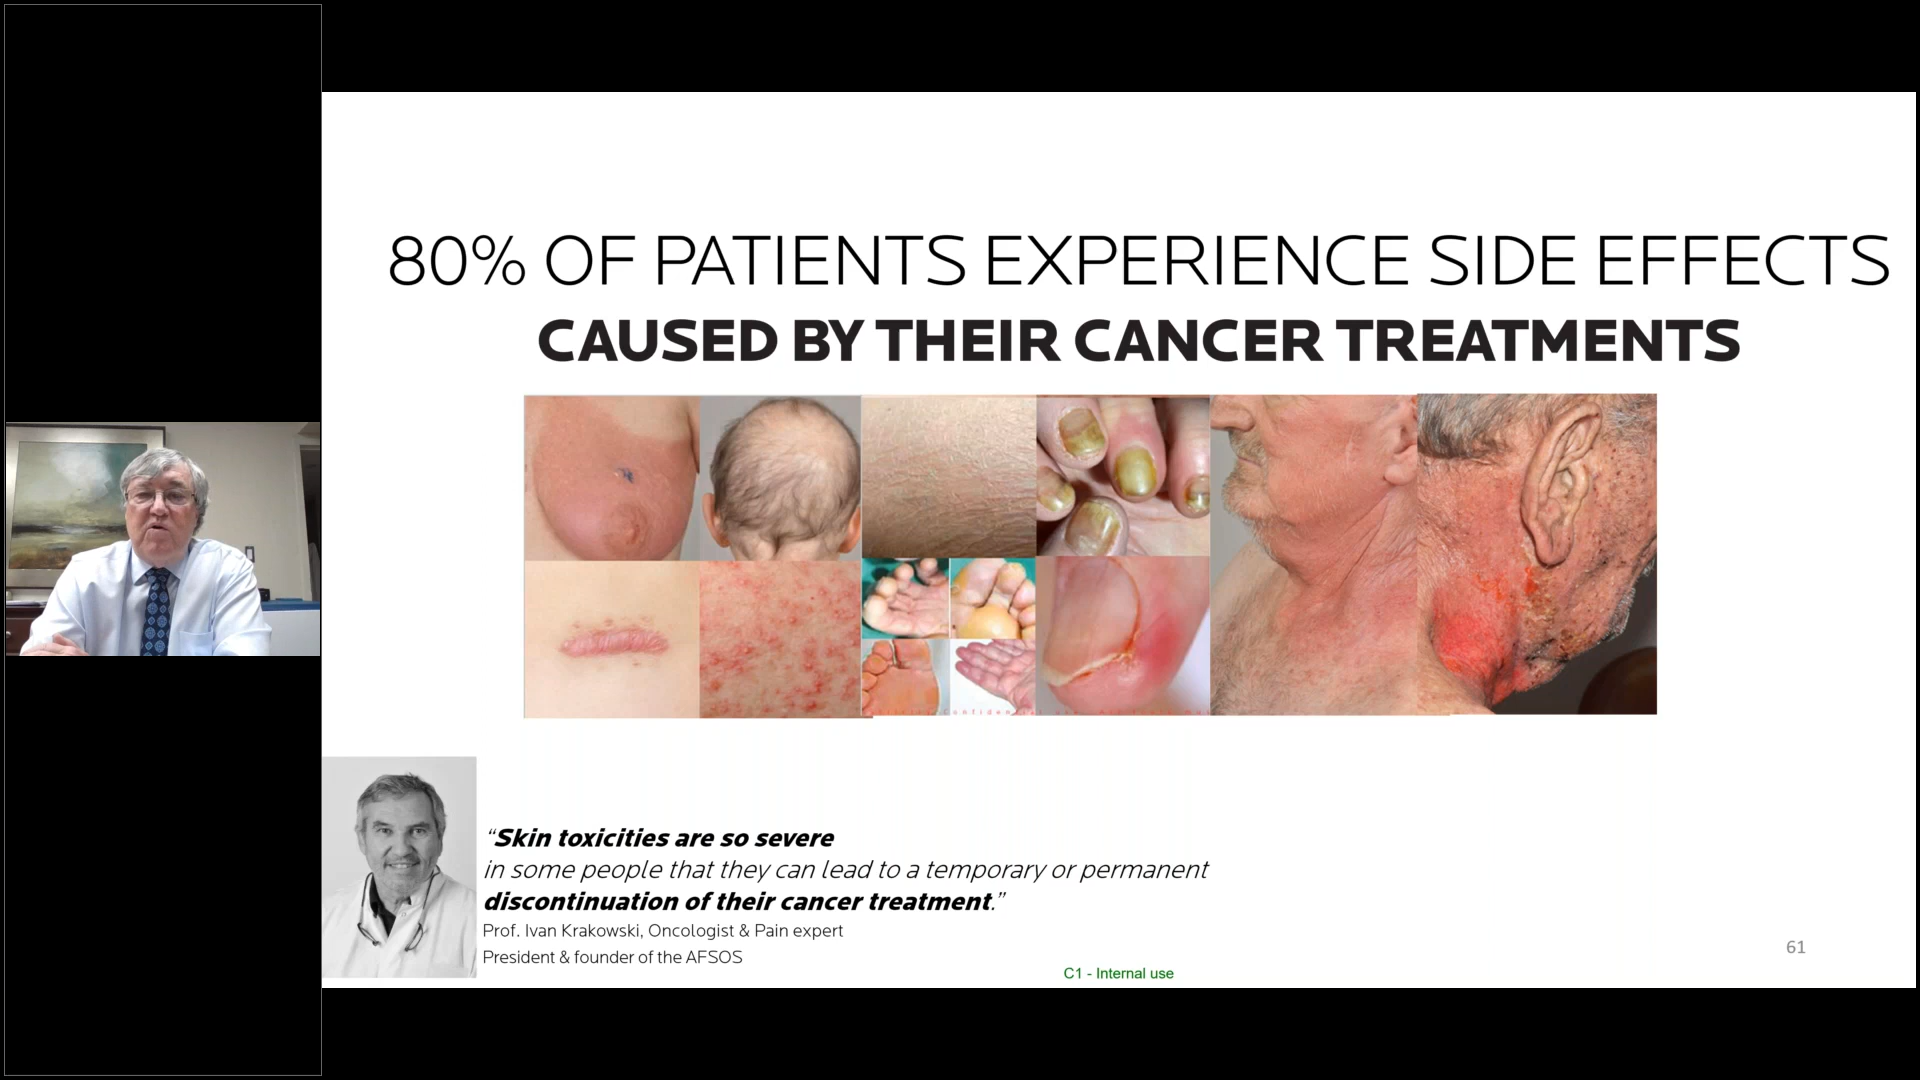 80% OF PATIENTS EXPERIENCE SIDE EFFECTS
CAUSED BY THEIR CANCER TREATMENTS
“Skin toxicities are so severe
in some people that they can lead to a temporary or permanent
discontinuation of their cancer treatment.”
Prof. Ivan Krakowski, Oncologist & Pain expert
President & founder of the AFSOS
C1 - Internal use
61